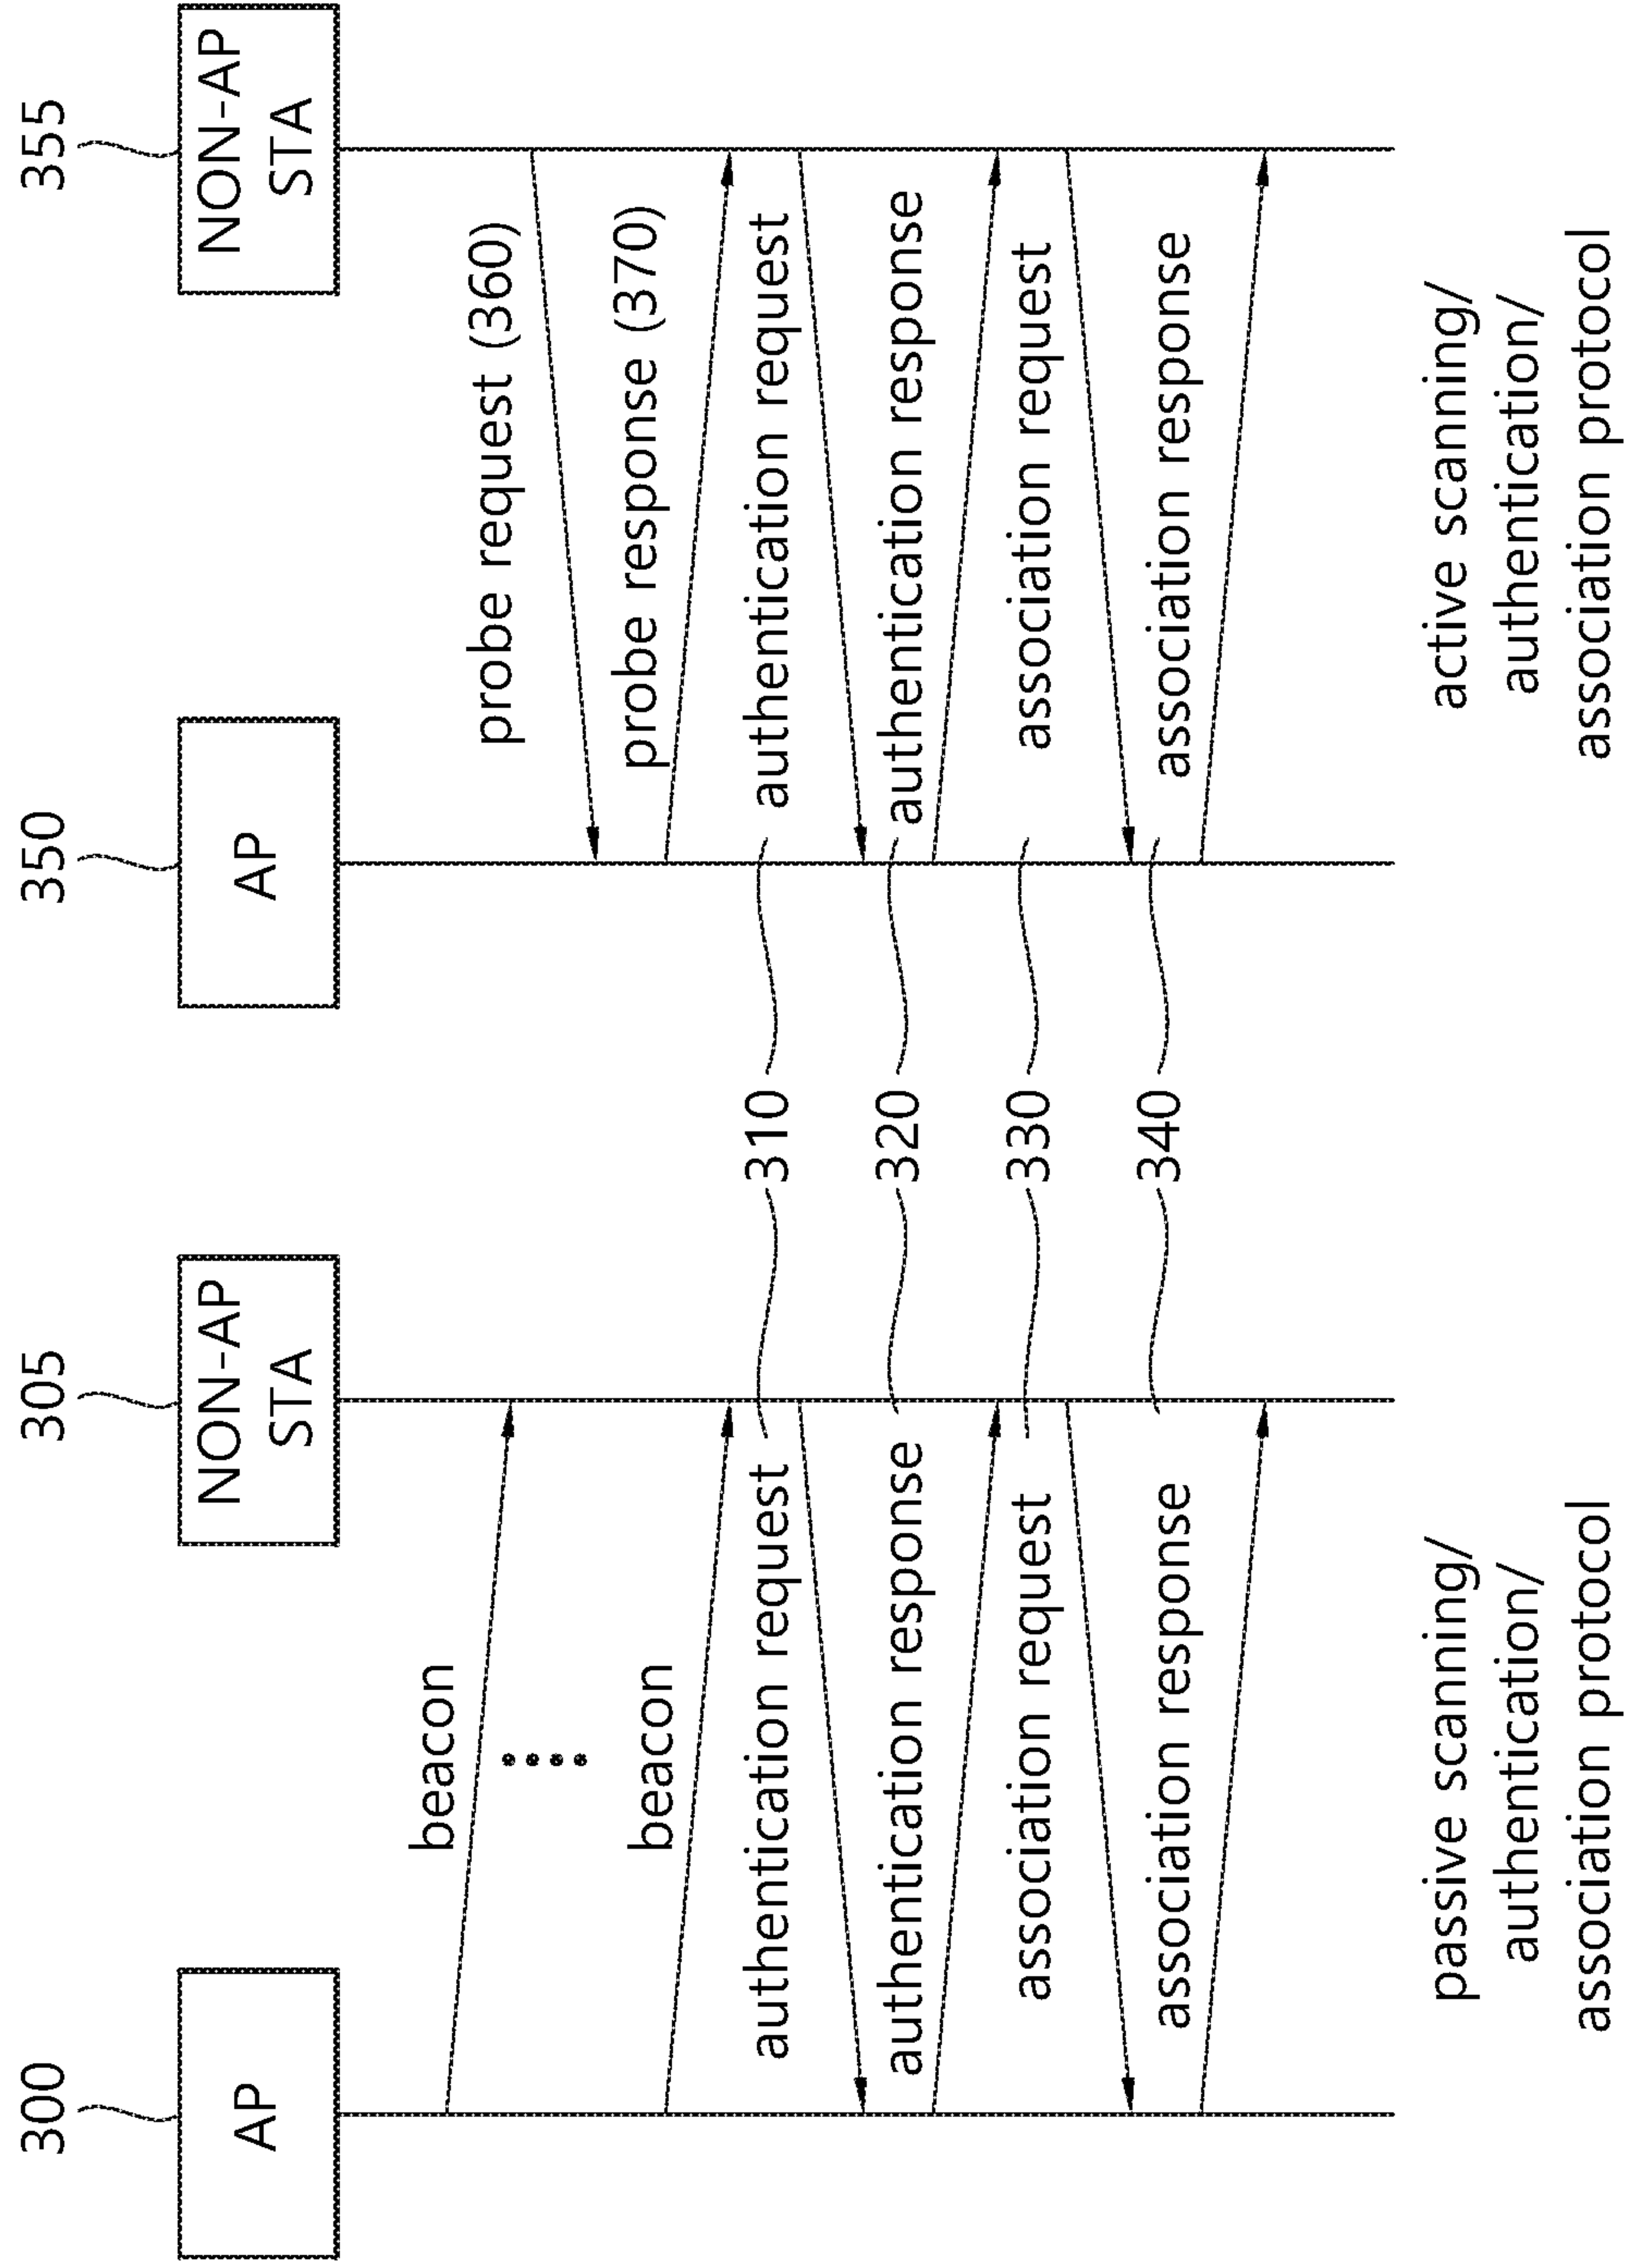 300
AP
305
NON-AP
STA
beacon
beacon
authentication request
authentication response
association request
association response
passive scanning/
authentication/
association protocol
310
320
330
340
350
AP
355
NON-AP
STA
probe request (360)
probe response (370)
authentication request
authentication response
association request
association response
active scanning/
authentication/
association protocol